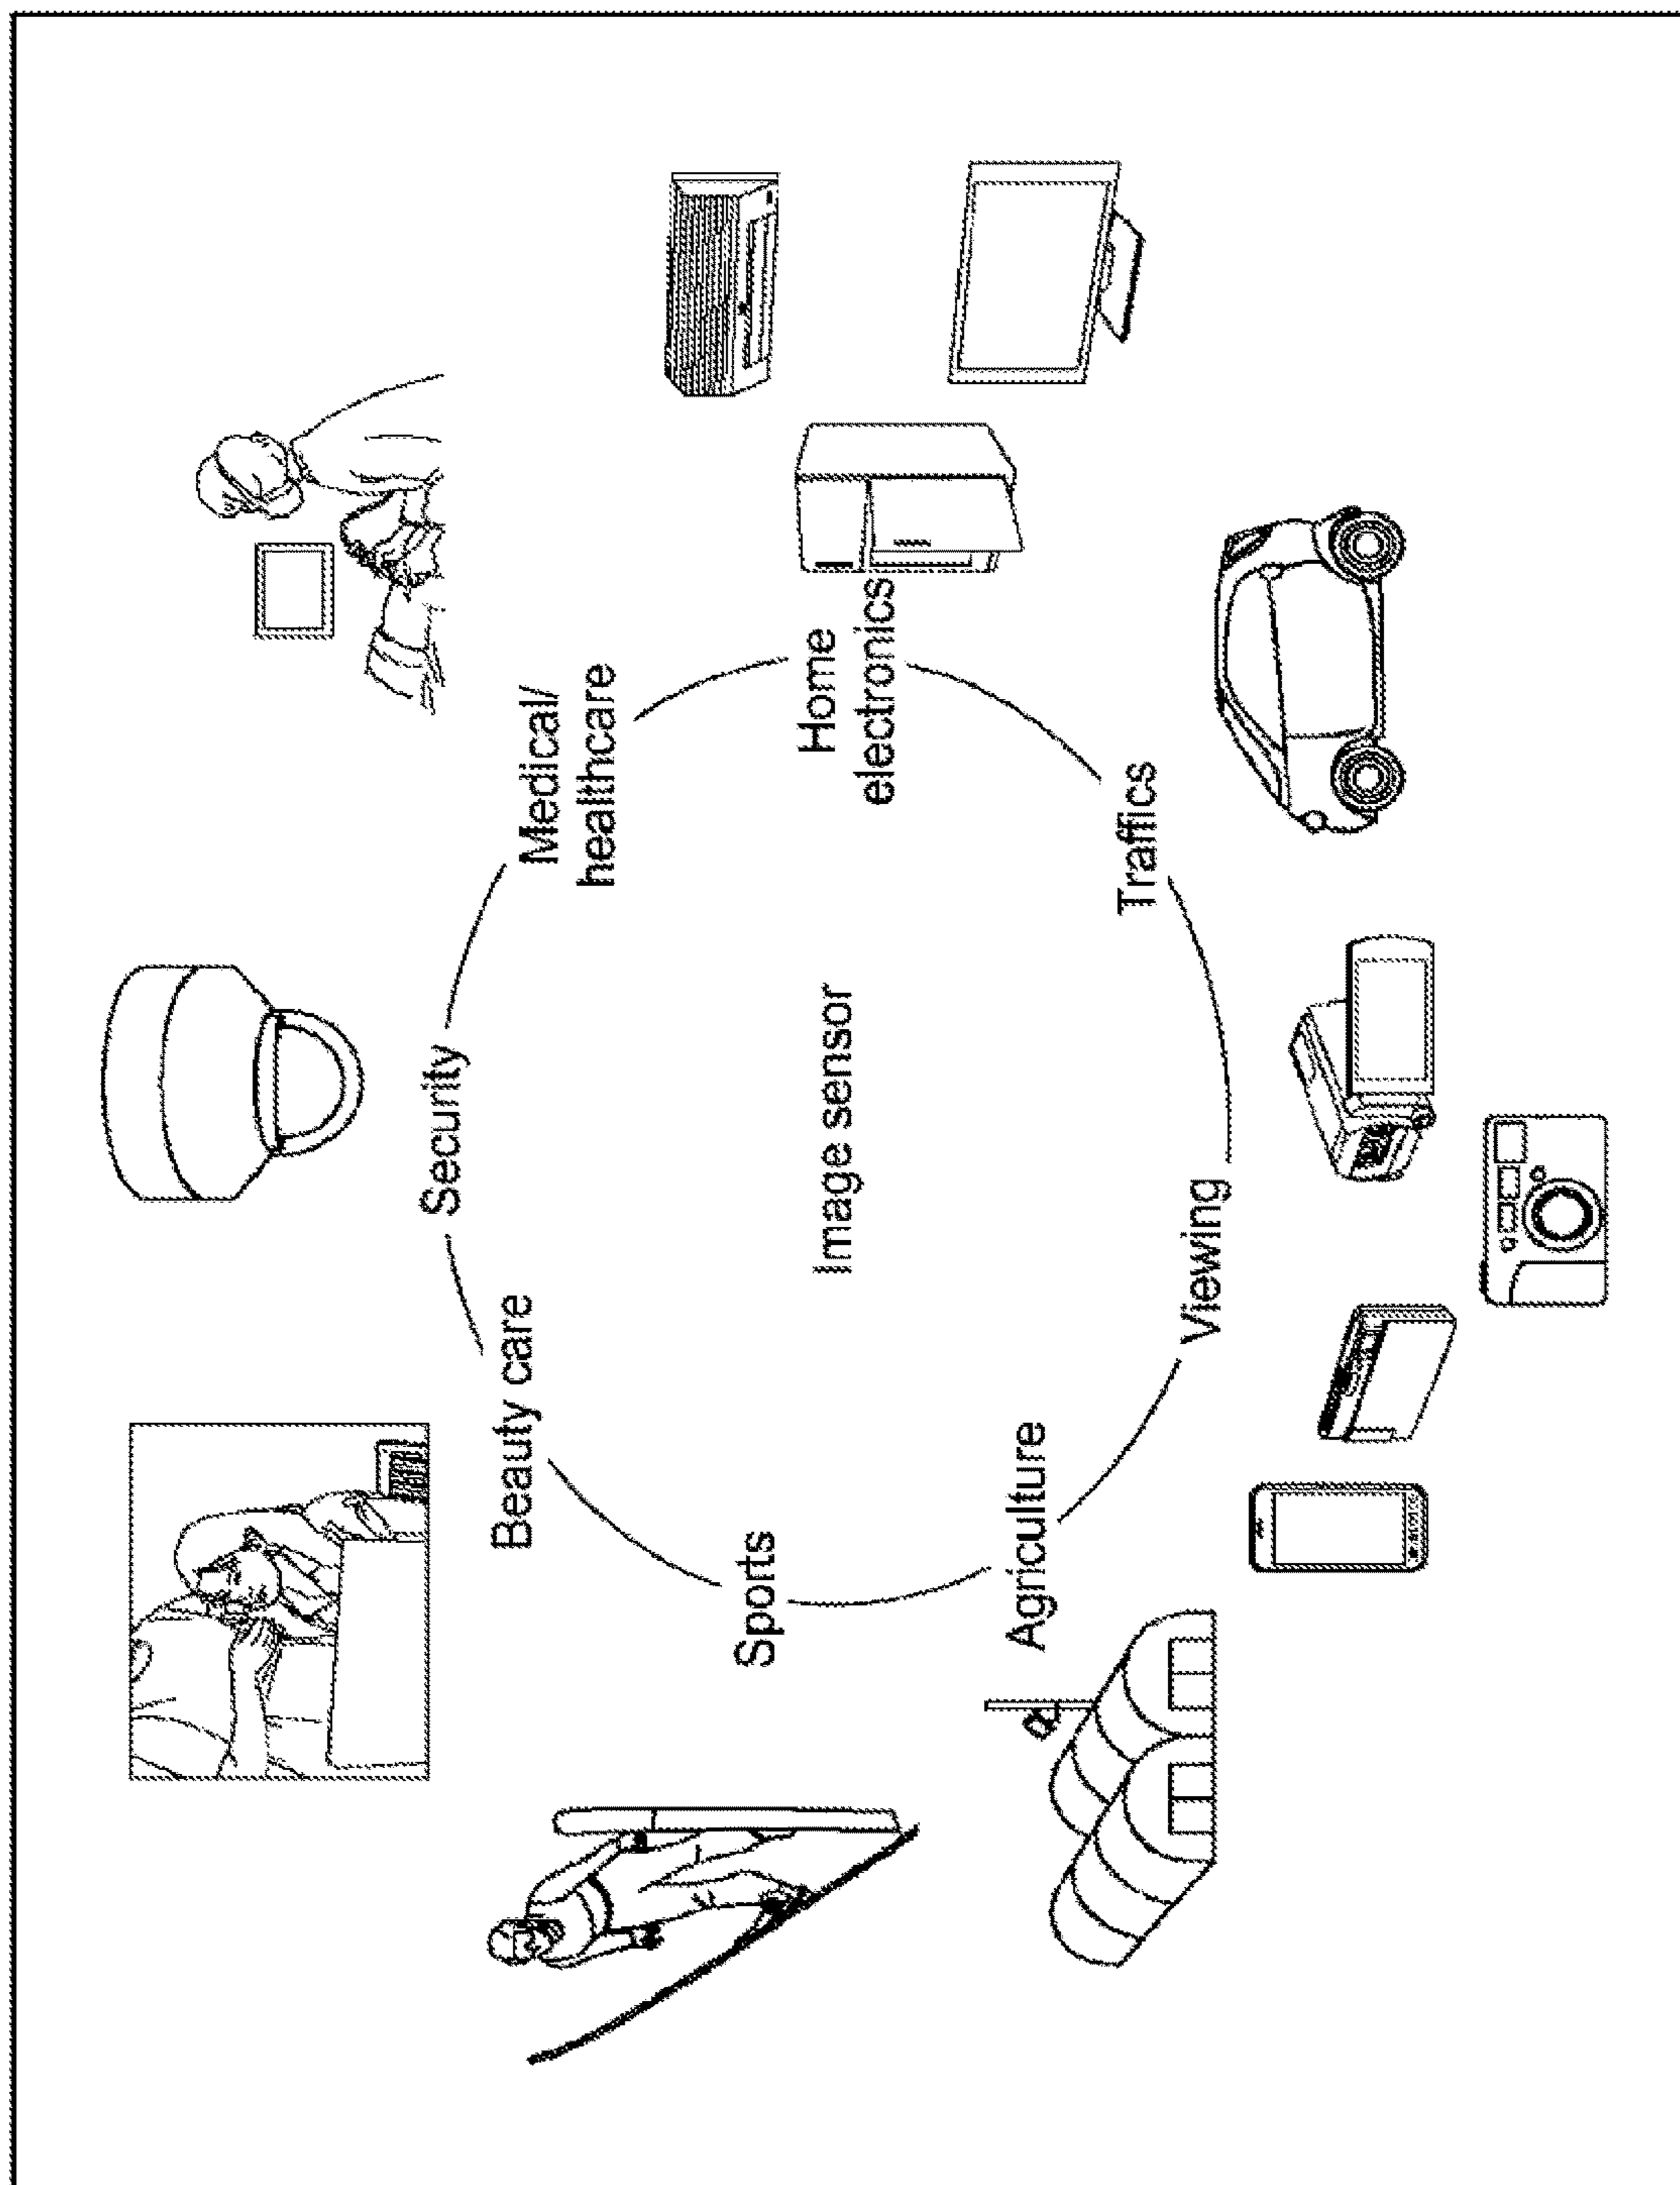 Security
Medical/
healthcare
Home
electronics
Traffics
Viewing
Agriculture
Sports
Beauty care
Image sensor